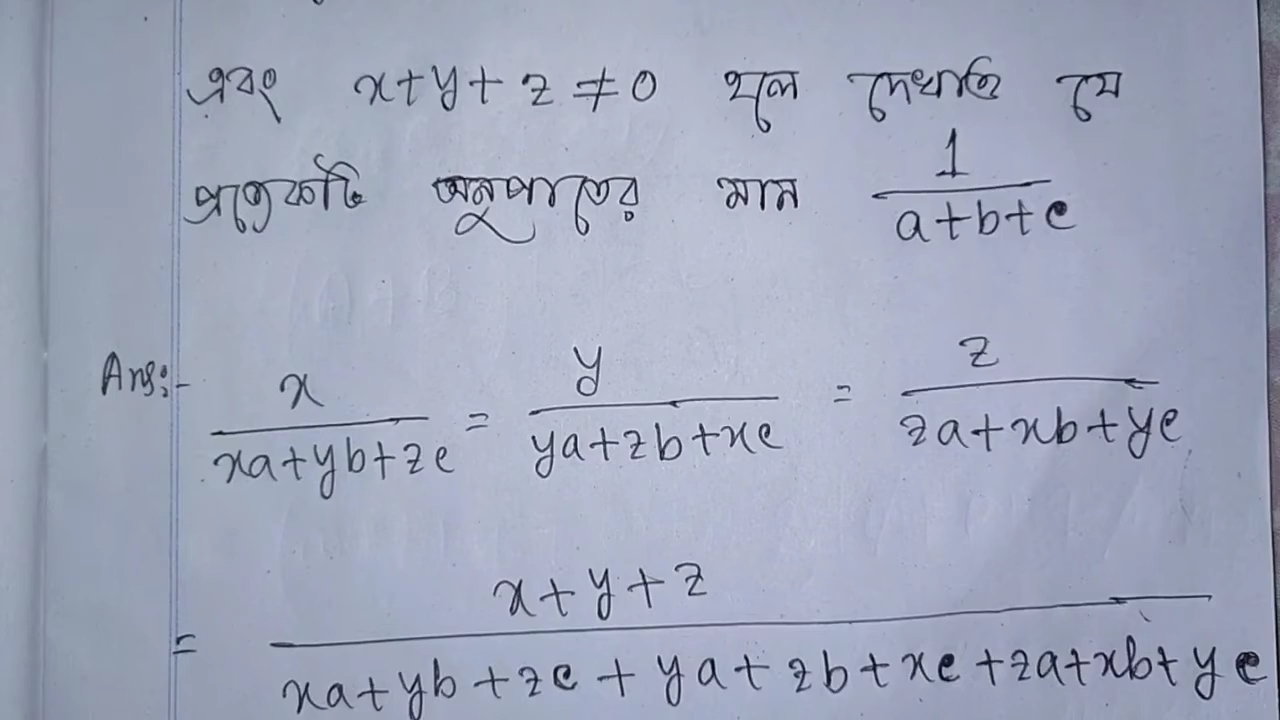 এবং x+y+z≠0 হলে দেখাও যে
প্রত্যেকটি অনুপাতের মান 1/(a+b+c)
Ans:- x/(xa+yb+zc) = y/(ya+zb+xc) = z/(za+xb+yc)
= (x+y+z)/(xa+yb+zc+ya+zb+xc+za+xb+yc)